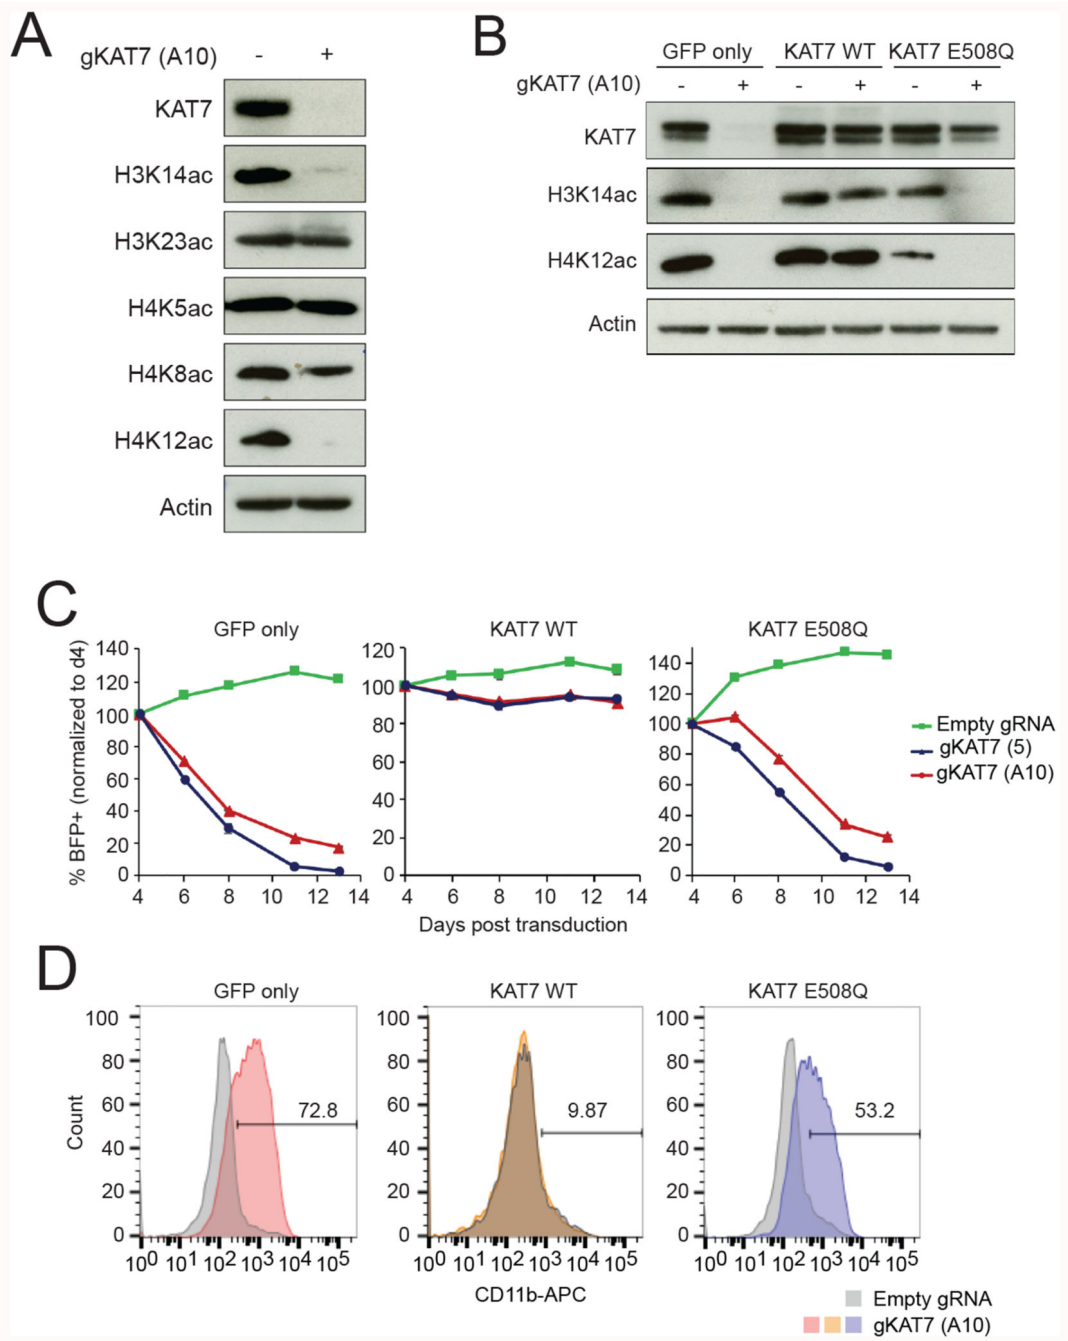 A
gKAT7 (A10) - +
KAT7
H3K14ac
H3K23ac
H4K5ac
H4K8ac
H4K12ac
Actin
B
GFP only KAT7 WT KAT7 E508Q
gKAT7 (A10) - + - + - +
KAT7
H3K14ac
H4K12ac
Actin
C
GFP only
KAT7 WT
KAT7 E508Q
% BFP+ (normalized to d4)
140
120
100
80
60
40
20
0
4 6 8 10 12 14
120
100
80
60
40
20
0
4 6 8 10 12 14
140
120
100
80
60
40
20
0
4 6 8 10 12 14
Empty gRNA
gKAT7 (5)
gKAT7 (A10)
Days post transduction
D
GFP only
KAT7 WT
KAT7 E508Q
Count
100
80
60
40
20
0
72.8
10⁰ 10¹ 10² 10³ 10⁴ 10⁵
100
80
60
40
20
0
9.87
10⁰ 10¹ 10² 10³ 10⁴ 10⁵
100
80
60
40
20
0
53.2
10⁰ 10¹ 10² 10³ 10⁴ 10⁵
CD11b-APC
Empty gRNA
gKAT7 (A10)